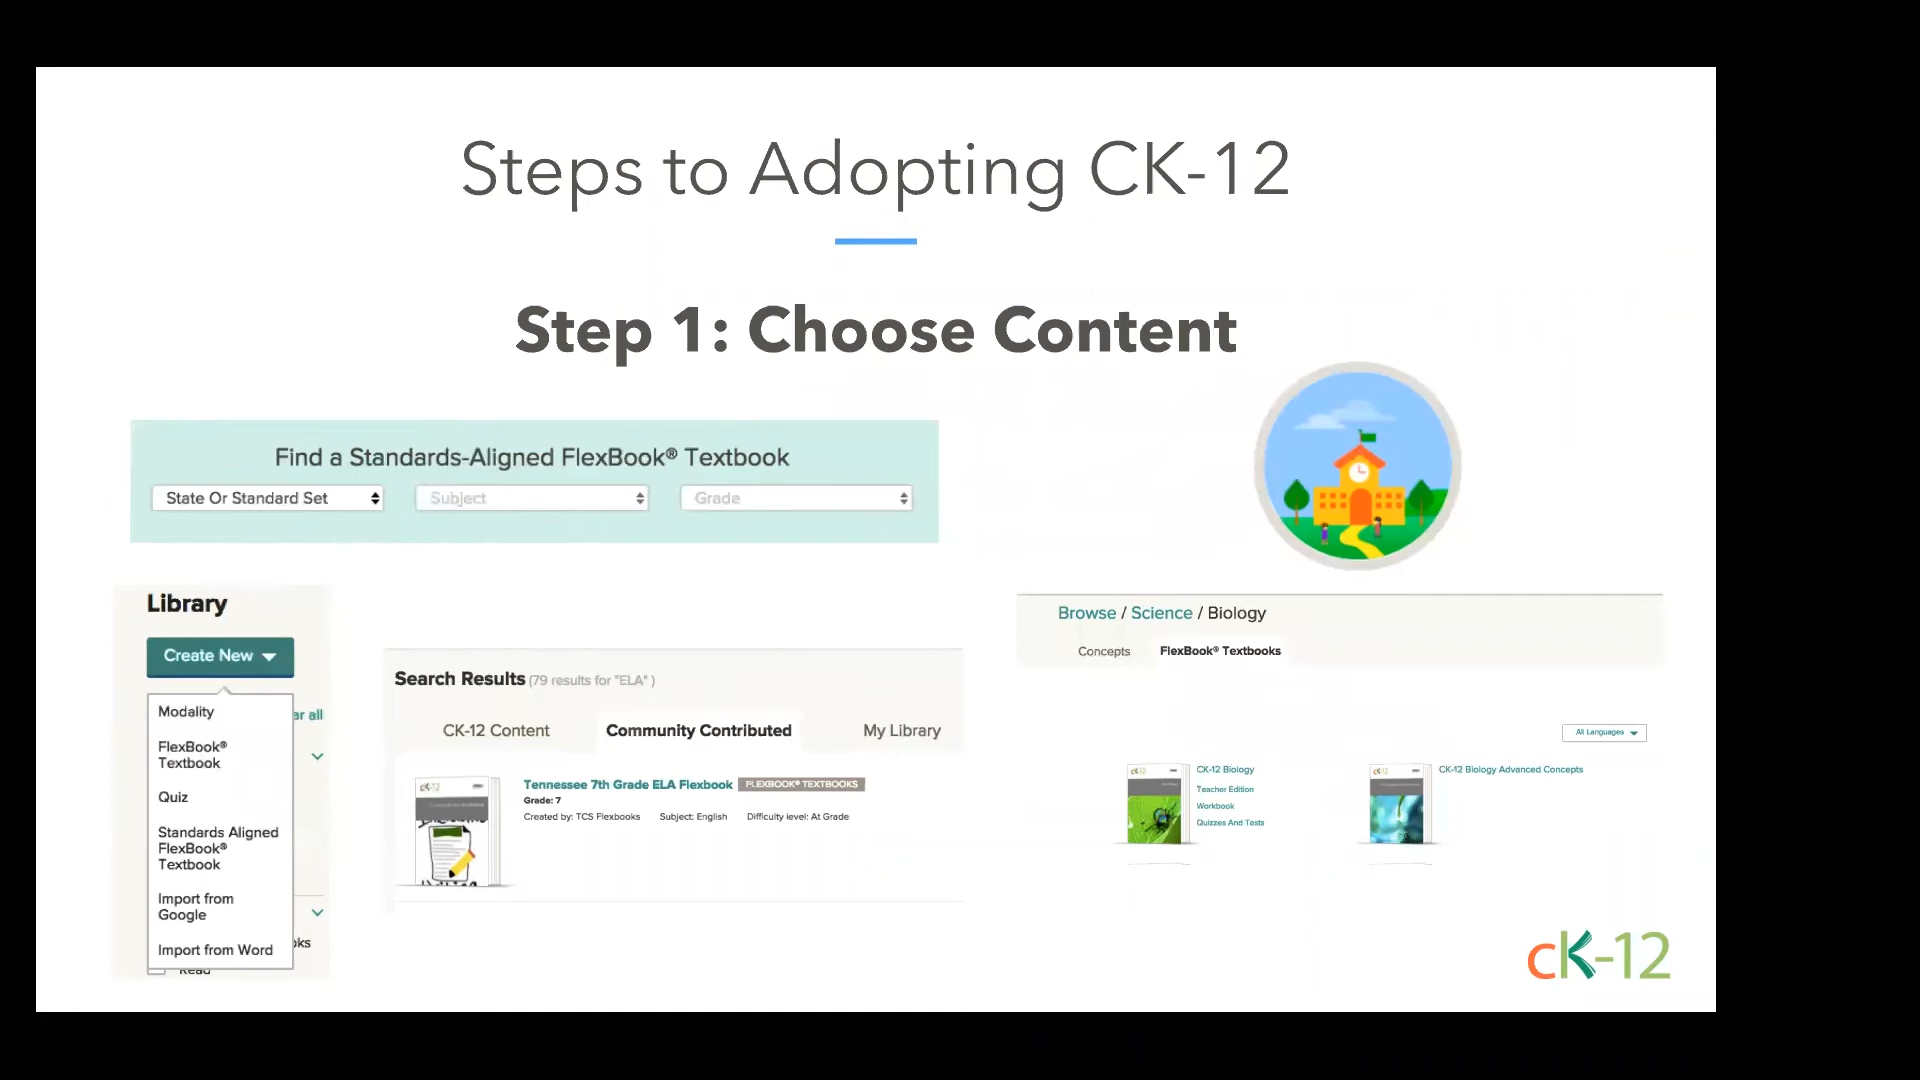 Steps to Adopting CK-12
Step 1: Choose Content
Find a Standards-Aligned FlexBook® Textbook
State Or Standard Set
Subject
Grade
Library
Create New
Modality
FlexBook®
Textbook
Quiz
Standards Aligned
FlexBook®
Textbook
Import from
Google
Import from Word
ar all
oks
Read
Search Results (79 results for "ELA" )
CK-12 Content
Community Contributed
My Library
Tennessee 7th Grade ELA Flexbook FLEXBOOK® TEXTBOOKS
Grade: 7
Created by: TCS Flexbooks Subject: English Difficulty level: At Grade
Browse / Science / Biology
Concepts FlexBook® Textbooks
All Languages
CK-12 Biology
Teacher Edition
Workbook
Quizzes And Tests
CK-12 Biology Advanced Concepts
cK-12